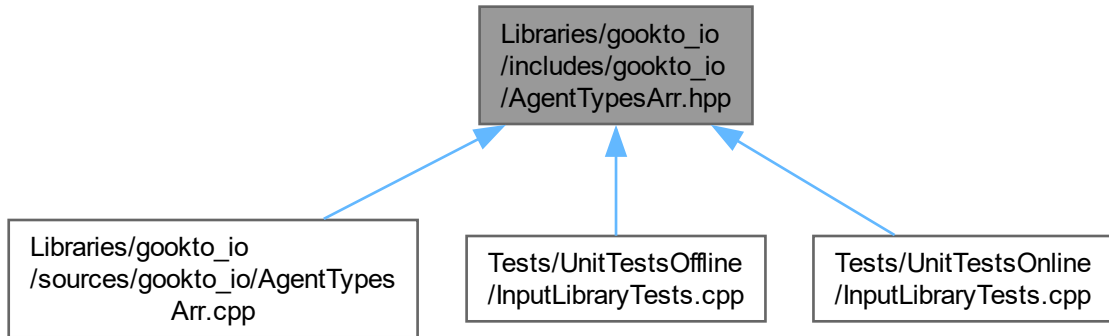 Libraries/gookto_io
/includes/gookto_io
/AgentTypesArr.hpp
Libraries/gookto_io
/sources/gookto_io/AgentTypes
Arr.cpp
Tests/UnitTestsOffline
/InputLibraryTests.cpp
Tests/UnitTestsOnline
/InputLibraryTests.cpp